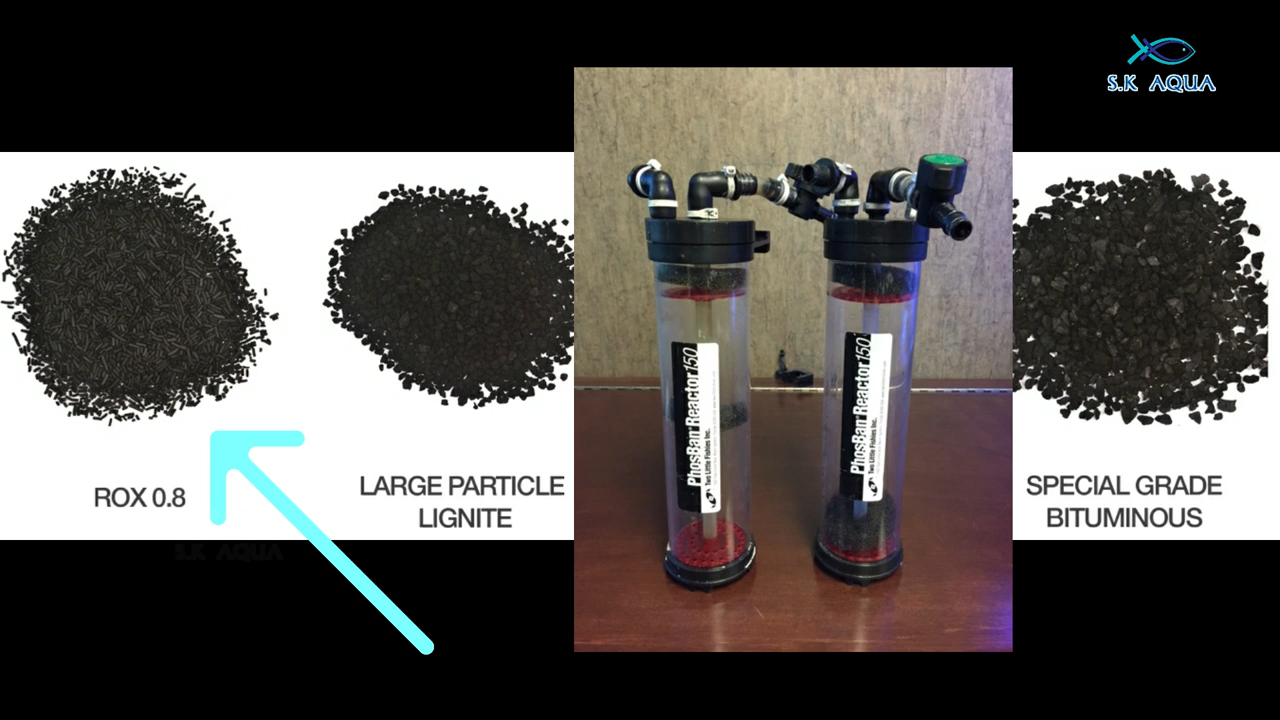 S.K AQUA
ROX 0.8
LARGE PARTICLE
LIGNITE
PhosBan Reactor 150
Two Little Fishies Inc.
PhosBan® Reactor 150
Two Little Fishies Inc.
SPECIAL GRADE
BITUMINOUS
S.K AQUA